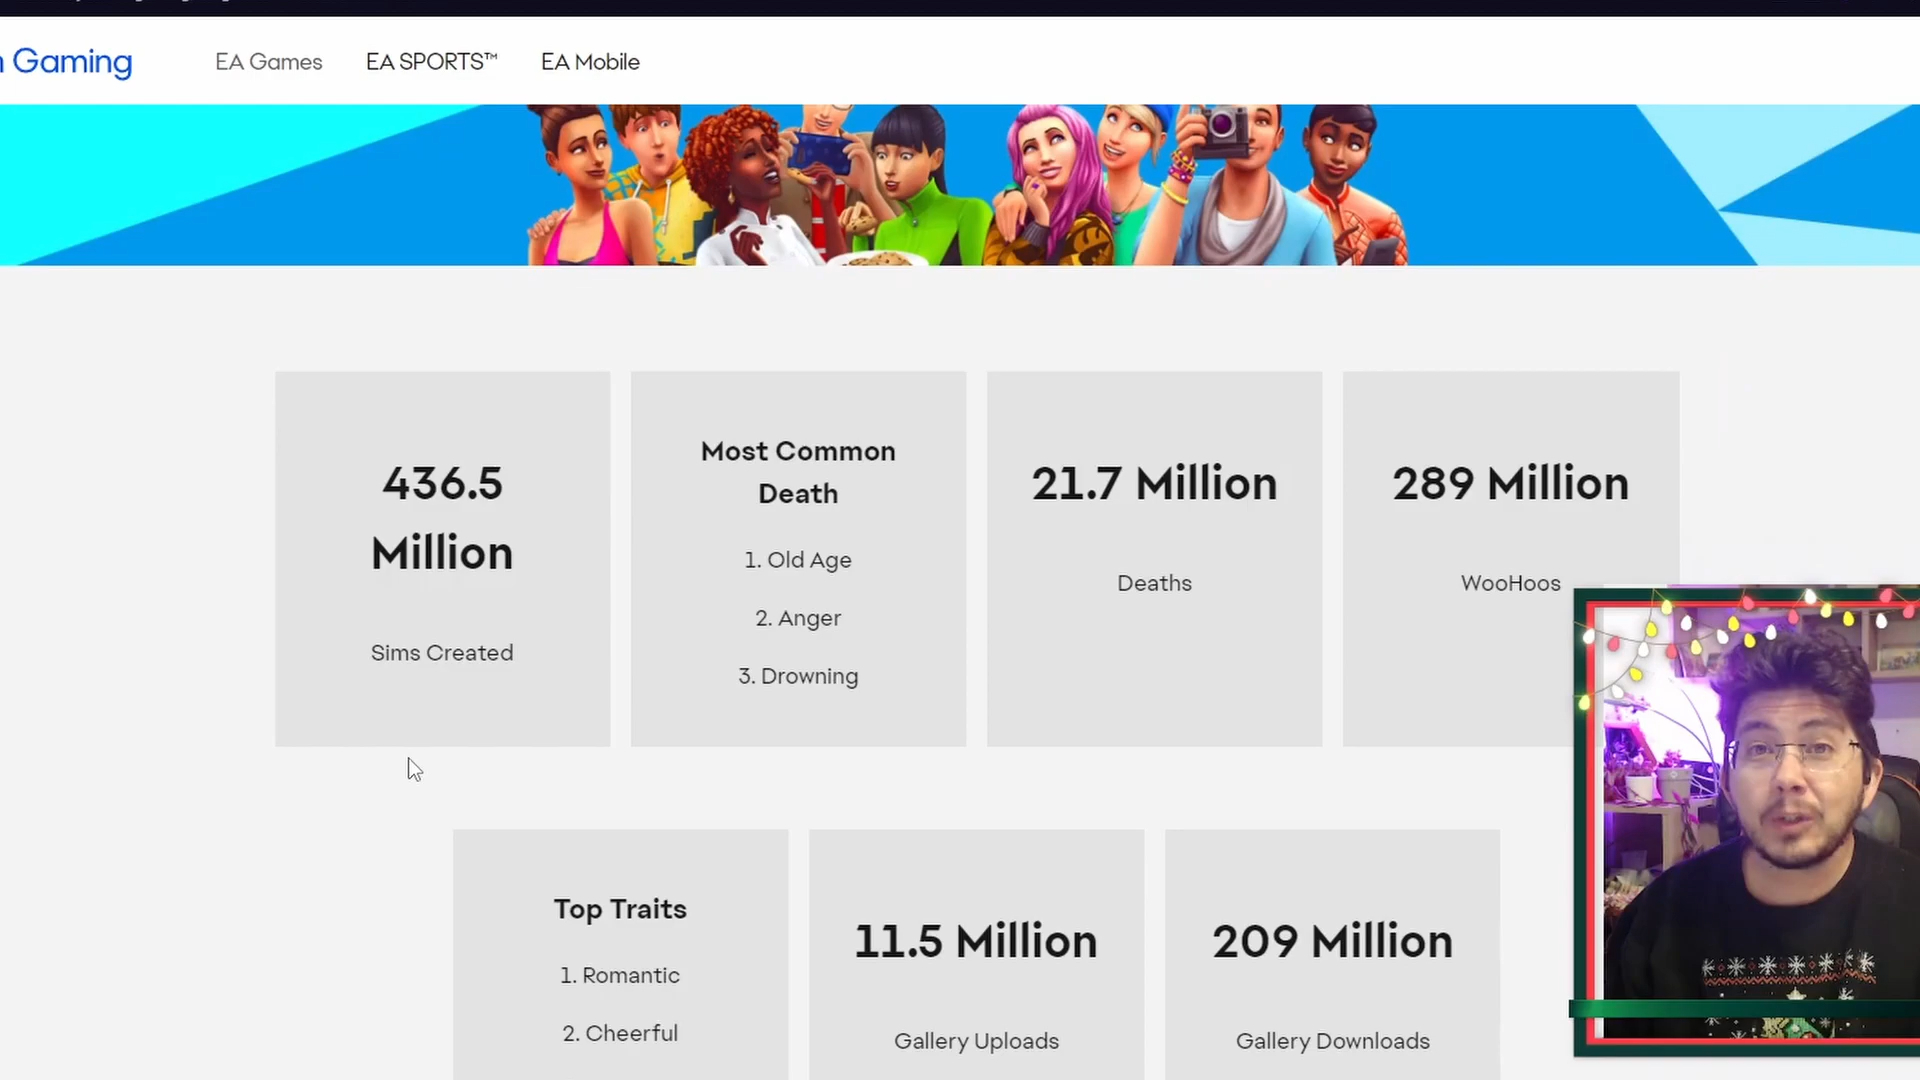 Gaming
EA Games
EA SPORTS™
EA Mobile
436.5
Million
Sims Created
Most Common
Death
1. Old Age
2. Anger
3. Drowning
21.7 Million
Deaths
289 Million
WooHoos
Top Traits
1. Romantic
2. Cheerful
11.5 Million
Gallery Uploads
209 Million
Gallery Downloads